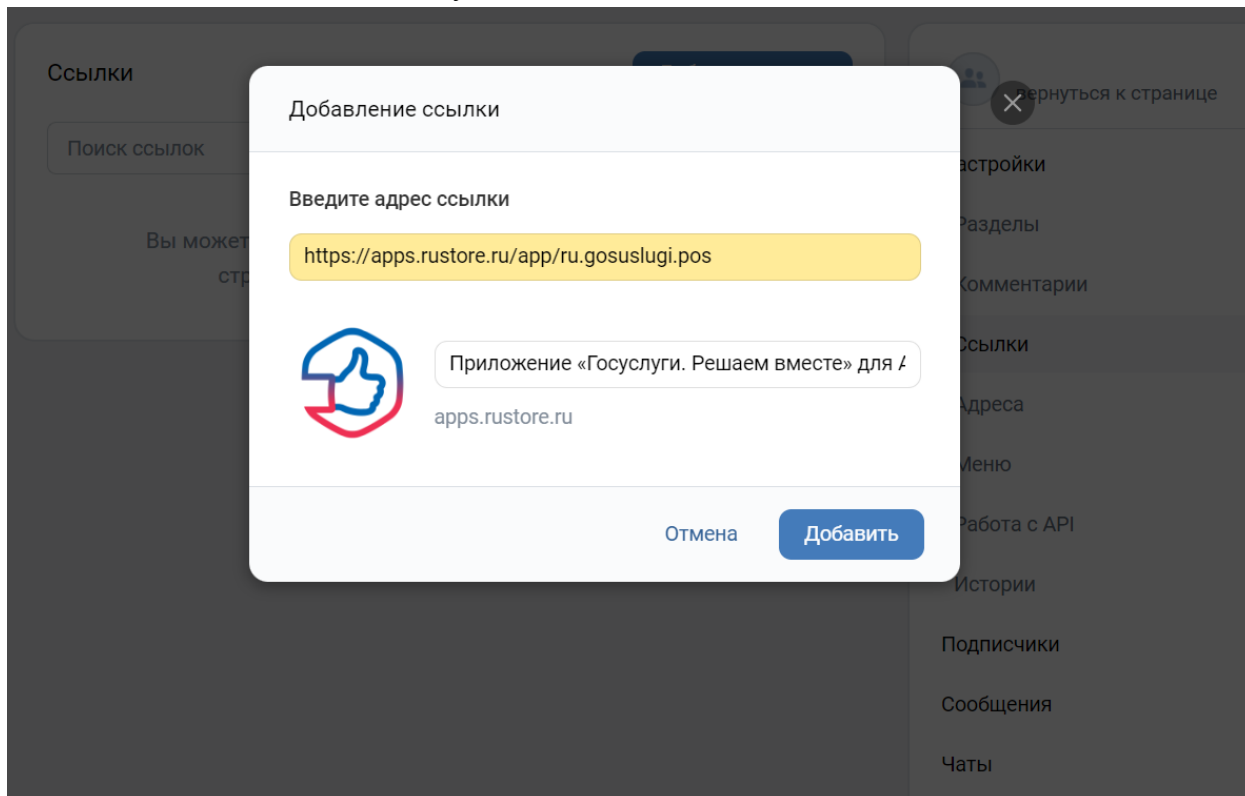 Ссылки
Добавление ссылки
вернуться к странице
Поиск ссылок
Введите адрес ссылки
астройки
Вы может
Разделы
https://apps.rustore.ru/app/ru.gosuslugi.pos
стр
Комментарии
Приложение «Госуслуги. Решаем вместе» для A
Ссылки
apps.rustore.ru
Адреса
Меню
Отмена
Добавить
Работа с API
Истории
Подписчики
Сообщения
Чаты